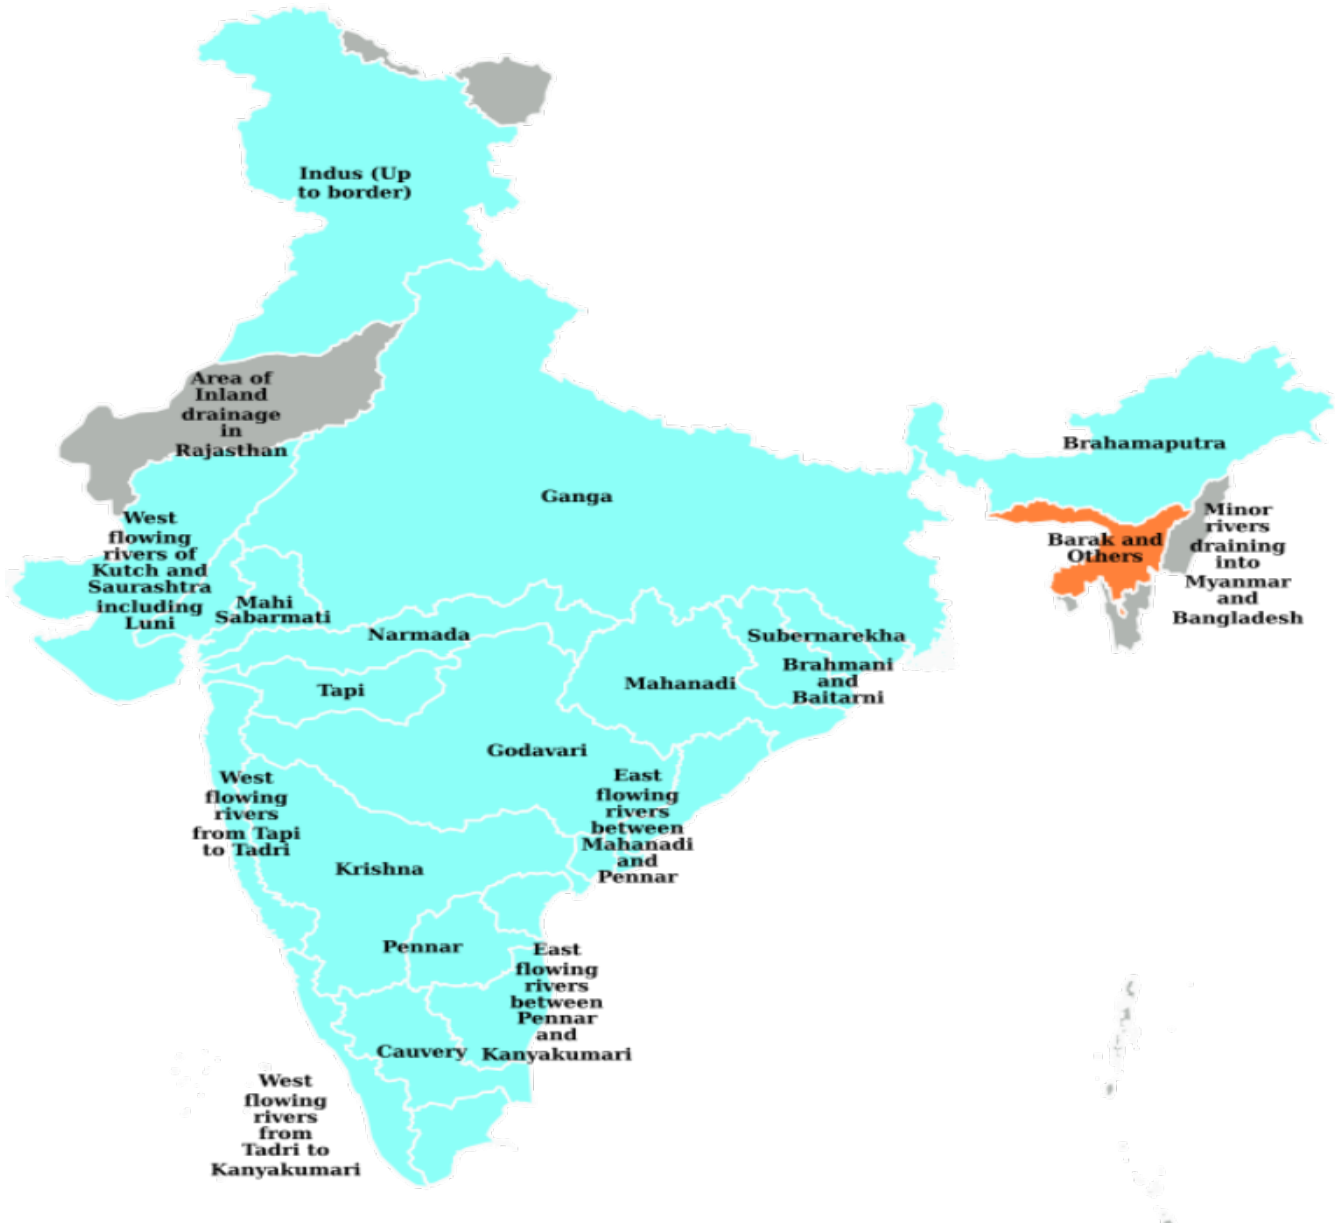 Indus (Up
to border)
Area of
Inland
drainage
in
Rajasthan
Brahamaputra
Ganga
West
flowing
rivers of
Kutch and
Saurashtra
including
Luni
Minor
rivers
draining
into
Myanmar
and
Bangladesh
Barak and
Others
Mahi
Sabarmati
Narmada
Subernarekha
Brahmani
and
Baitarni
Tapi
Mahanadi
Godavari
West
flowing
rivers
from Tapi
to Tadri
East
flowing
rivers
between
Mahanadi
and
Pennar
Krishna
Pennar
East
flowing
rivers
between
Pennar
and
Kanyakumari
Cauvery
West
flowing
rivers
from
Tadri to
Kanyakumari